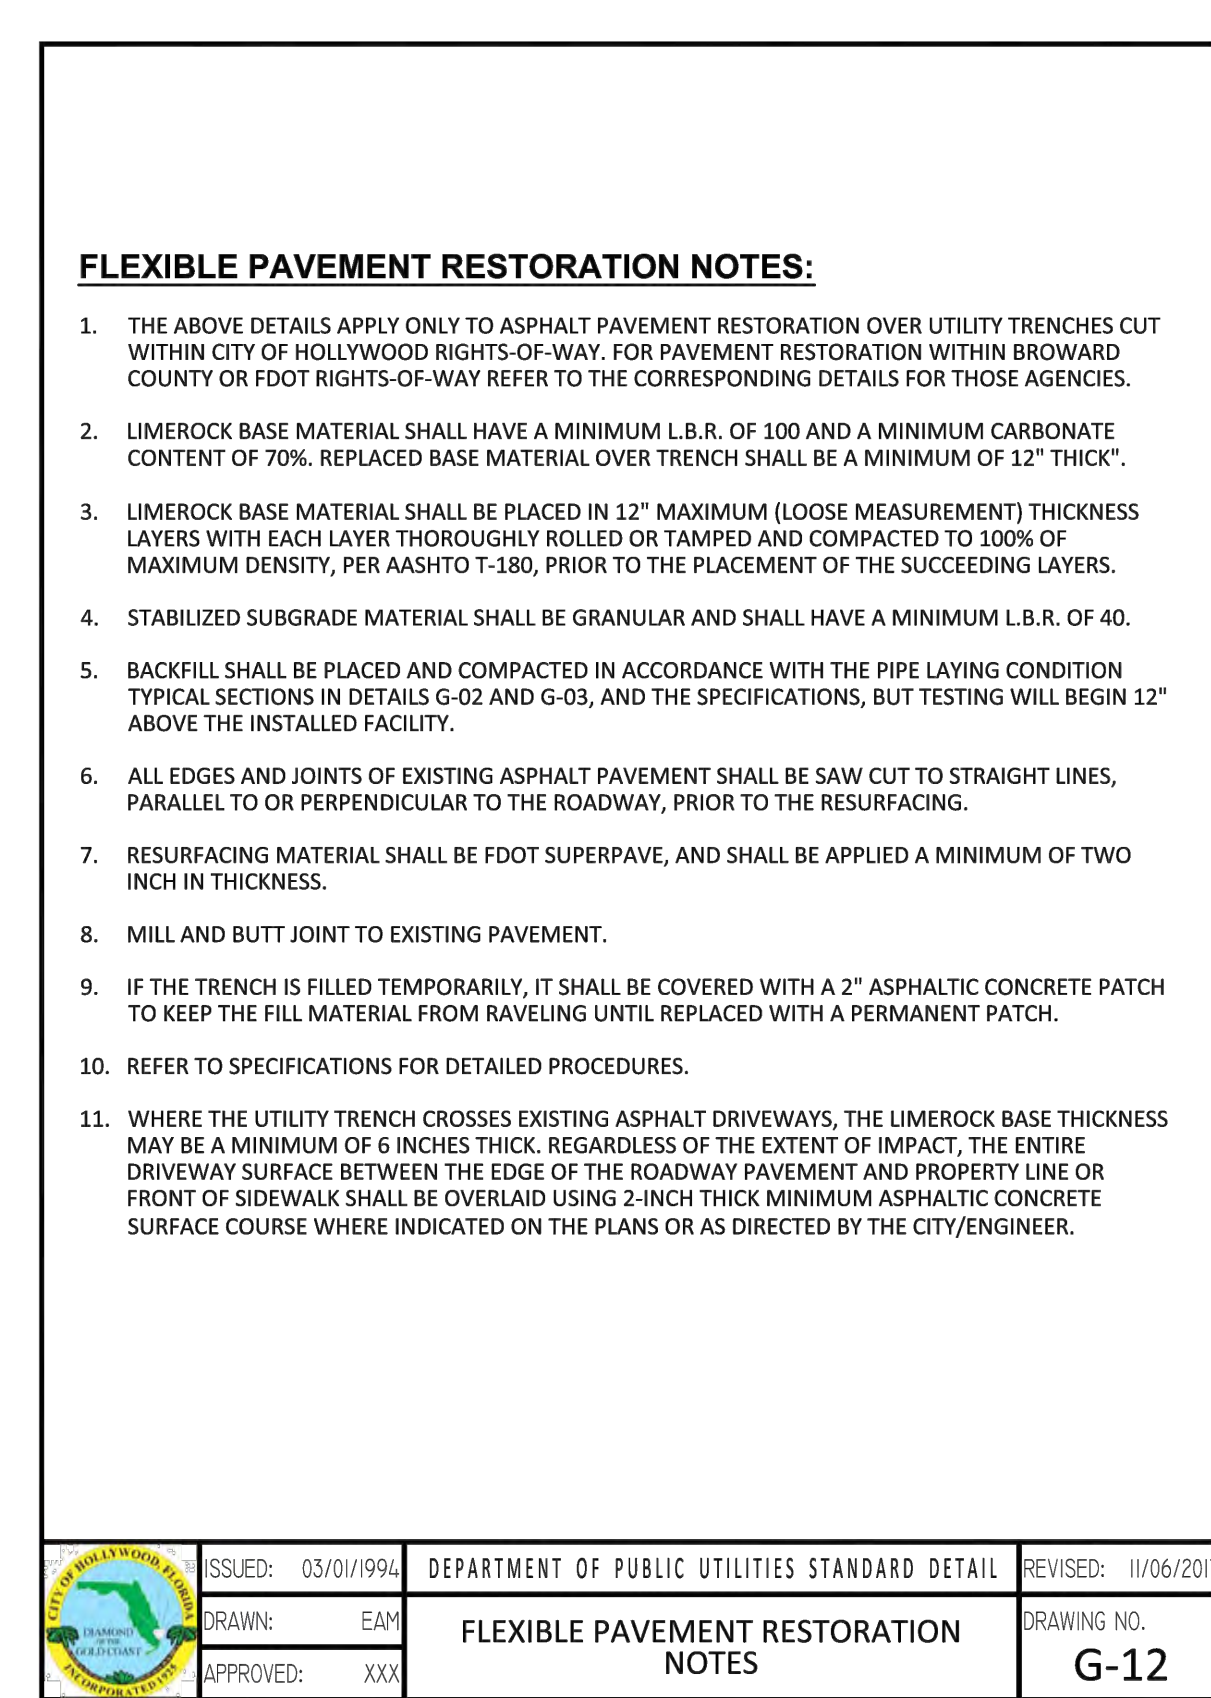 FLEXIBLE PAVEMENT RESTORATION NOTES:
1. THE ABOVE DETAILS APPLY ONLY TO ASPHALT PAVEMENT RESTORATION OVER UTILITY TRENCHES CUT
WITHIN CITY OF HOLLYWOOD RIGHTS-OF-WAY. FOR PAVEMENT RESTORATION WITHIN BROWARD
COUNTY OR FDOT RIGHTS-OF-WAY REFER TO THE CORRESPONDING DETAILS FOR THOSE AGENCIES.
2. LIMEROCK BASE MATERIAL SHALL HAVE A MINIMUM L.B.R. OF 100 AND A MINIMUM CARBONATE
CONTENT OF 70%. REPLACED BASE MATERIAL OVER TRENCH SHALL BE A MINIMUM OF 12" THICK".
3. LIMEROCK BASE MATERIAL SHALL BE PLACED IN 12" MAXIMUM (LOOSE MEASUREMENT) THICKNESS
LAYERS WITH EACH LAYER THOROUGHLY ROLLED OR TAMPED AND COMPACTED TO 100% OF
MAXIMUM DENSITY, PER AASHTO T-180, PRIOR TO THE PLACEMENT OF THE SUCCEEDING LAYERS.
4. STABILIZED SUBGRADE MATERIAL SHALL BE GRANULAR AND SHALL HAVE A MINIMUM L.B.R. OF 40.
5. BACKFILL SHALL BE PLACED AND COMPACTED IN ACCORDANCE WITH THE PIPE LAYING CONDITION
TYPICAL SECTIONS IN DETAILS G-02 AND G-03, AND THE SPECIFICATIONS, BUT TESTING WILL BEGIN 12"
ABOVE THE INSTALLED FACILITY.
6. ALL EDGES AND JOINTS OF EXISTING ASPHALT PAVEMENT SHALL BE SAW CUT TO STRAIGHT LINES,
PARALLEL TO OR PERPENDICULAR TO THE ROADWAY, PRIOR TO THE RESURFACING.
7. RESURFACING MATERIAL SHALL BE FDOT SUPERPAVE, AND SHALL BE APPLIED A MINIMUM OF TWO
INCH IN THICKNESS.
8. MILL AND BUTT JOINT TO EXISTING PAVEMENT.
9. IF THE TRENCH IS FILLED TEMPORARILY, IT SHALL BE COVERED WITH A 2" ASPHALTIC CONCRETE PATCH
TO KEEP THE FILL MATERIAL FROM RAVELING UNTIL REPLACED WITH A PERMANENT PATCH.
10. REFER TO SPECIFICATIONS FOR DETAILED PROCEDURES.
11. WHERE THE UTILITY TRENCH CROSSES EXISTING ASPHALT DRIVEWAYS, THE LIMEROCK BASE THICKNESS
MAY BE A MINIMUM OF 6 INCHES THICK. REGARDLESS OF THE EXTENT OF IMPACT, THE ENTIRE
DRIVEWAY SURFACE BETWEEN THE EDGE OF THE ROADWAY PAVEMENT AND PROPERTY LINE OR
FRONT OF SIDEWALK SHALL BE OVERLAID USING 2-INCH THICK MINIMUM ASPHALTIC CONCRETE
SURFACE COURSE WHERE INDICATED ON THE PLANS OR AS DIRECTED BY THE CITY/ENGINEER.
CITY OF HOLLYWOOD, FLORIDA
DIAMOND
OF THE
GOLD COAST
INCORPORATED 1925
ISSUED: 03/01/1994
DRAWN: EAM
APPROVED: XXX
DEPARTMENT OF PUBLIC UTILITIES STANDARD DETAIL
FLEXIBLE PAVEMENT RESTORATION
NOTES
REVISED: 11/06/201
DRAWING NO.
G-12